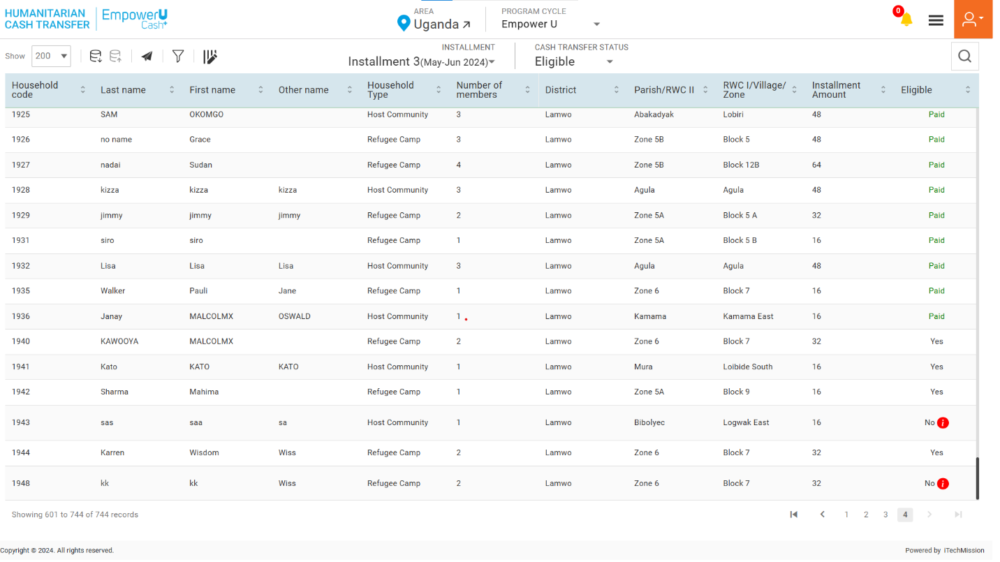 HUMANITARIAN
CASH TRANSFER
EmpowerU
Cash+
AREA
Uganda
PROGRAM CYCLE
Empower U
0
Show 200
INSTALLMENT
Installment 3(May-Jun 2024)
CASH TRANSFER STATUS
Eligible
Household code Last name First name Other name Household Type Number of members District Parish/RWC II RWC I/Village/Zone Installment Amount Eligible
1925 SAM OKOMGO Host Community 3 Lamwo Abakadyak Lobiri 48 Paid
1926 no name Grace Refugee Camp 3 Lamwo Zone 5B Block 5 48 Paid
1927 nadai Sudan Refugee Camp 4 Lamwo Zone 5B Block 12B 64 Paid
1928 kizza kizza kizza Host Community 3 Lamwo Agula Agula 48 Paid
1929 jimmy jimmy jimmy Refugee Camp 2 Lamwo Zone 5A Block 5 A 32 Paid
1931 siro siro Refugee Camp 1 Lamwo Zone 5A Block 5 B 16 Paid
1932 Lisa Lisa Lisa Host Community 3 Lamwo Agula Agula 48 Paid
1935 Walker Pauli Jane Refugee Camp 1 Lamwo Zone 6 Block 7 16 Paid
1936 Janay MALCOLMX OSWALD Host Community 1 Lamwo Kamama Kamama East 16 Paid
1940 KAWOOYA MALCOLMX Refugee Camp 2 Lamwo Zone 6 Block 7 32 Yes
1941 Kato KATO KATO Host Community 1 Lamwo Mura Loibide South 16 Yes
1942 Sharma Mahima Refugee Camp 1 Lamwo Zone 5A Block 9 16 Yes
1943 sas saa sa Host Community 1 Lamwo Bibolyec Logwak East 16 No i
1944 Karren Wisdom Wiss Refugee Camp 2 Lamwo Zone 6 Block 7 32 Yes
1948 kk kk Wiss Refugee Camp 2 Lamwo Zone 6 Block 7 32 No i
Showing 601 to 744 of 744 records 1 2 3 4
Copyright © 2024. All rights reserved. Powered by iTechMission